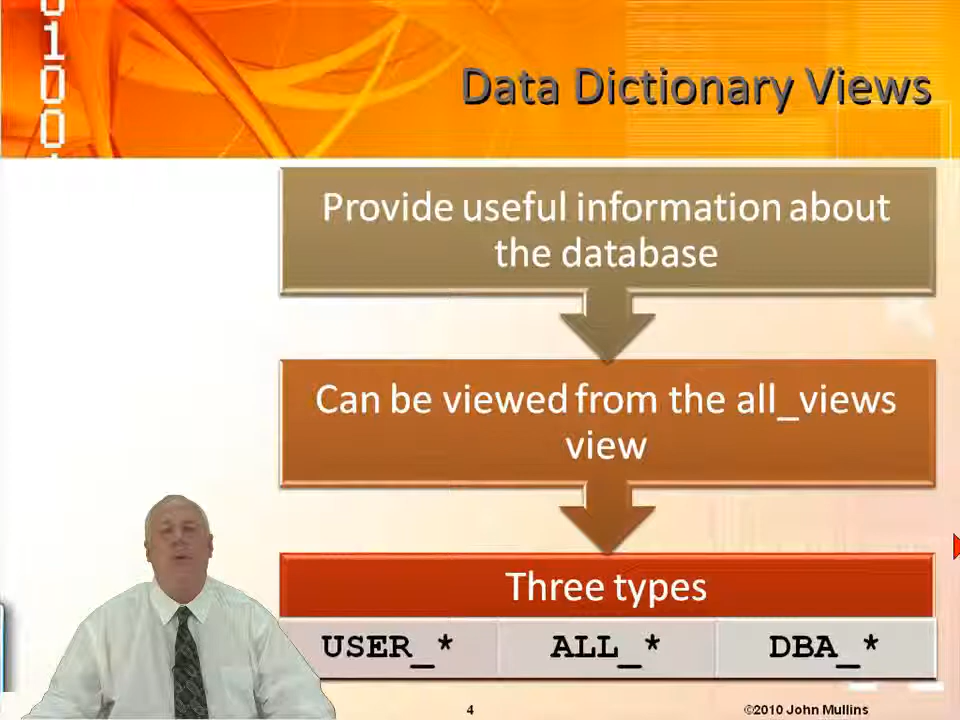 Data Dictionary Views
Provide useful information about
the database
Can be viewed from the all_views
view
Three types
USER_* ALL_* DBA_*
4 ©2010 John Mullins